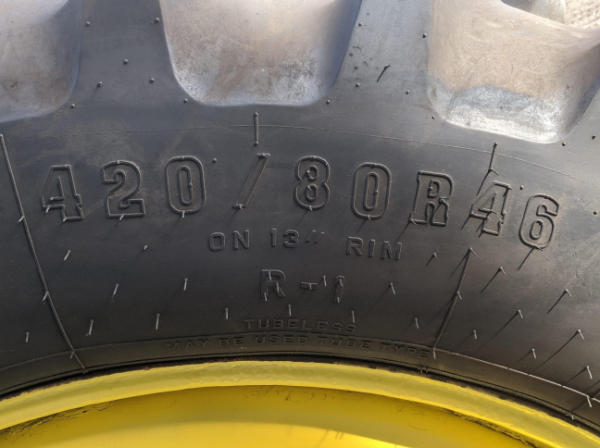 420/80R46
ON 13" RIM
R-1
TUBELESS
MAY BE USED TUBE TYPE